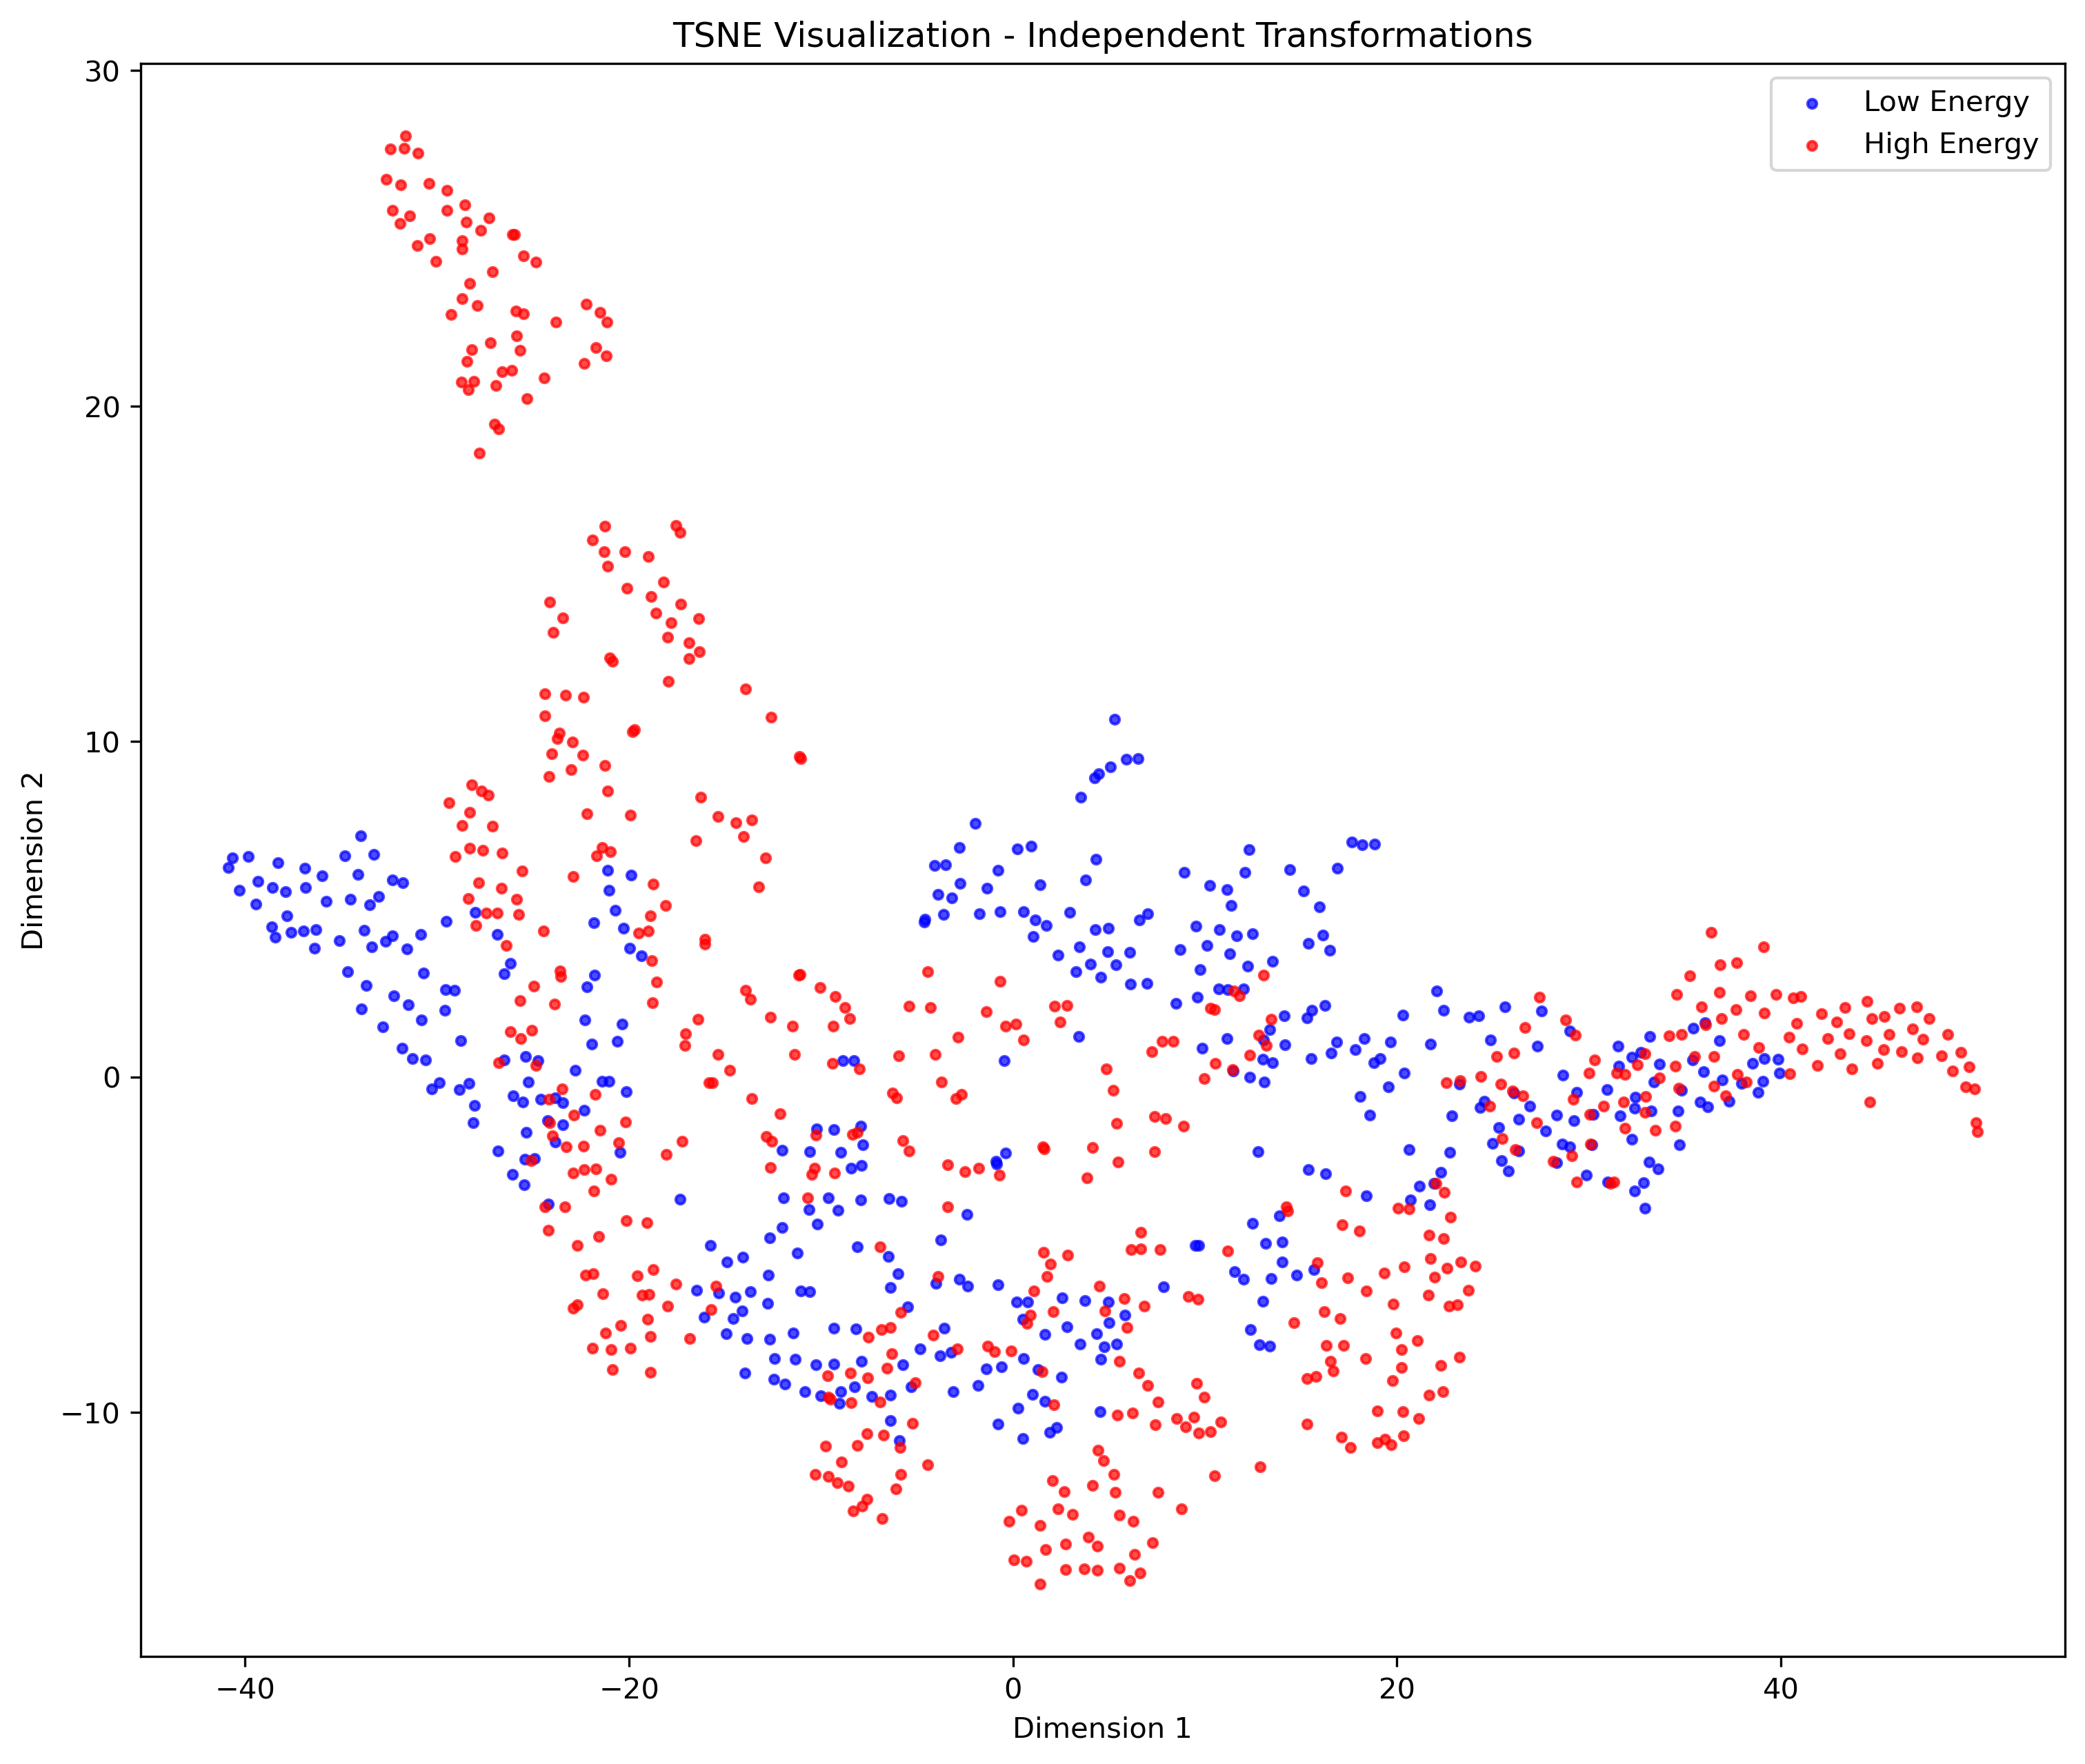 TSNE Visualization - Independent Transformations
Low Energy
High Energy
30
20
10
0
−10
Dimension 2
−40
−20
0
20
40
Dimension 1